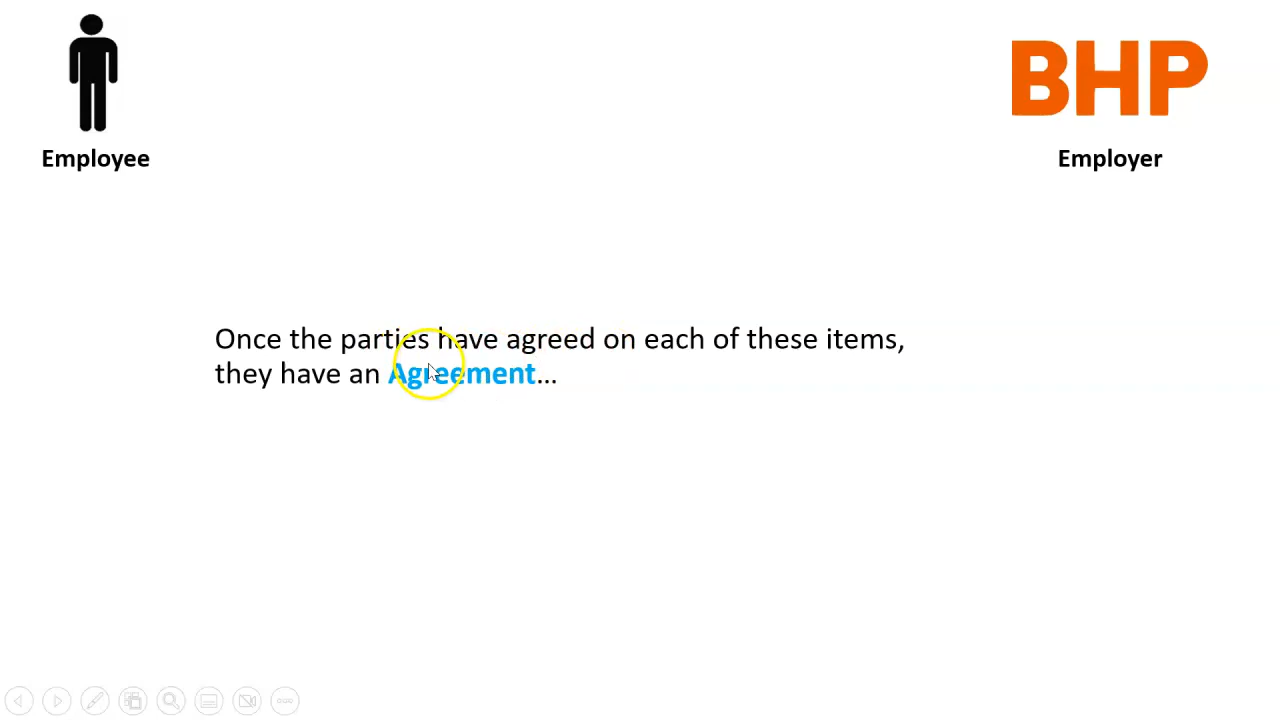 BHP
Employee
Employer
Once the parties have agreed on each of these items,
they have an Agreement...